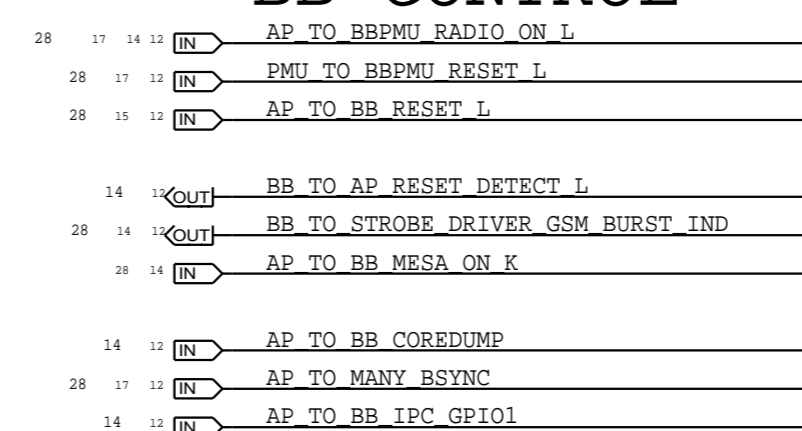 BB CONTROL
28 17 14 12 IN AP_TO_BBPMU_RADIO_ON_L
28 17 12 IN PMU_TO_BBPMU_RESET_L
28 15 12 IN AP_TO_BB_RESET_L
14 12 OUT BB_TO_AP_RESET_DETECT_L
28 14 12 OUT BB_TO_STROBE_DRIVER_GSM_BURST_IND
28 14 IN AP_TO_BB_MESA_ON_K
14 12 IN AP_TO_BB_COREDUMP
28 17 12 IN AP_TO_MANY_BSYNC
14 12 IN AP_TO_BB_IPC_GPIO1